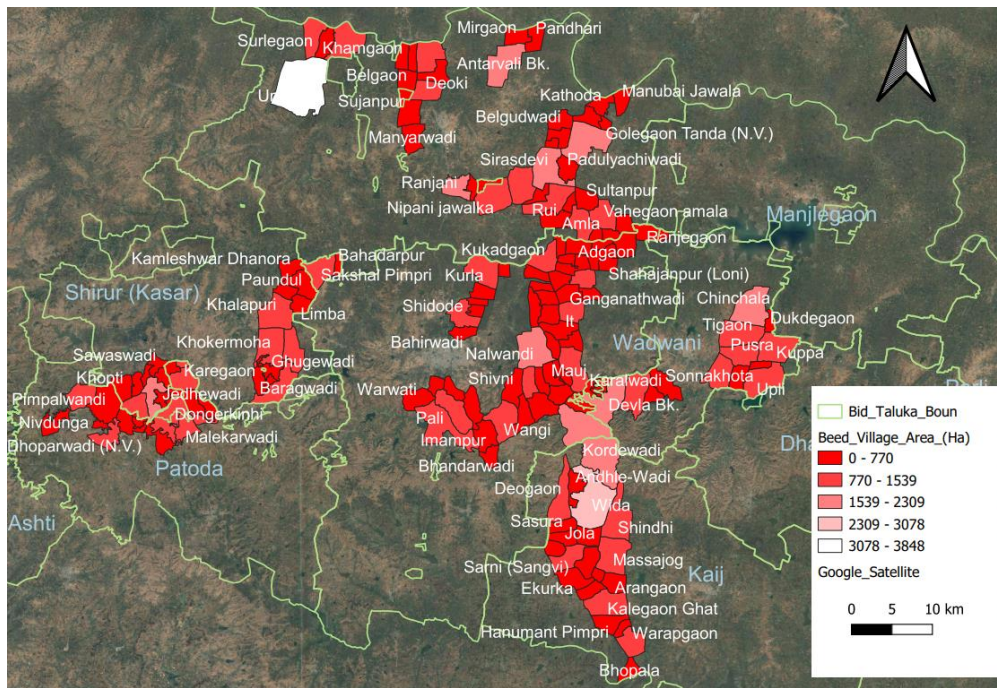 Mirgaon
Pandhari
Surlegaon
Khamgaon
Antarvali Bk.
Belgaon
Deoki
Kathoda
Manubai Jawala
Sujanpur
Belgudwadi
Manyarwadi
Golegaon Tanda (N.V.)
Sirasdevi
Padulyachiwadi
Ranjani
Sultanpur
Nipani jawalka
Rui
Vahegaon amala
Manjlegaon
Amla
Ranjegaon
Kukadgaon
Adgaon
Bahadarpur
Kamleshwar Dhanora
Sakshal Pimpri
Paundul
Kurla
Shahajanpur (Loni)
Shirur (Kasar)
Ganganathwadi
Chinchala
Khalapuri
Shidode
Limba
It
Tigaon
Dukdegaon
Khokermoha
Bahirwadi
Wadwani
Pusra
Kuppa
Sawaswadi
Nalwandi
Ghugewadi
Karegaon
Shivni
Mauj
Khopti
Karalwadi
Sonnakhota
Baragwadi
Warwati
Upli
Pimpalwandi
Jedhewadi
Devla Bk.
Nivdunga
Dongerkinhi
Pali
Wangi
Dhoparwadi (N.V.)
Malekarwadi
Imampur
Kordewadi
Patoda
Bhandarwadi
Andhle-Wadi
Deogaon
Wida
Ashti
Sasura
Shindhi
Jola
Massajog
Sarni (Sangvi)
Kaij
Ekurka
Arangaon
Kalegaon Ghat
Hanumant Pimpri
Warapgaon
Bhopala
Bid_Taluka_Boun
Beed_Village_Area_(Ha)
0 - 770
770 - 1539
1539 - 2309
2309 - 3078
3078 - 3848
Google_Satellite
0 5 10 km